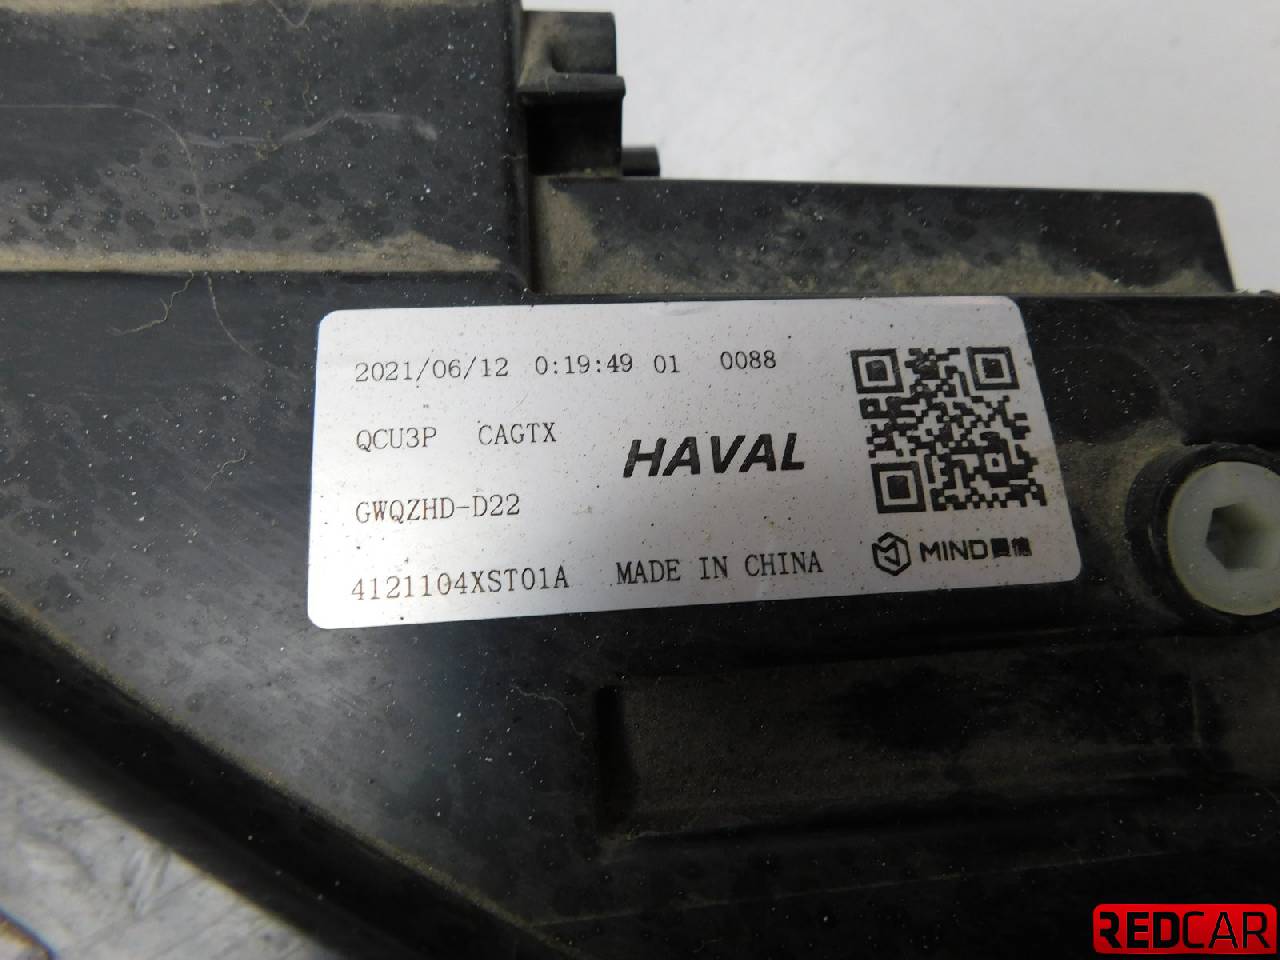 2021/06/12 0:19:49 01 0088
QCU3P CAGTX
HAVAL
GWQZHD-D22
4121104XST01A MADE IN CHINA
MIND
REDCAR